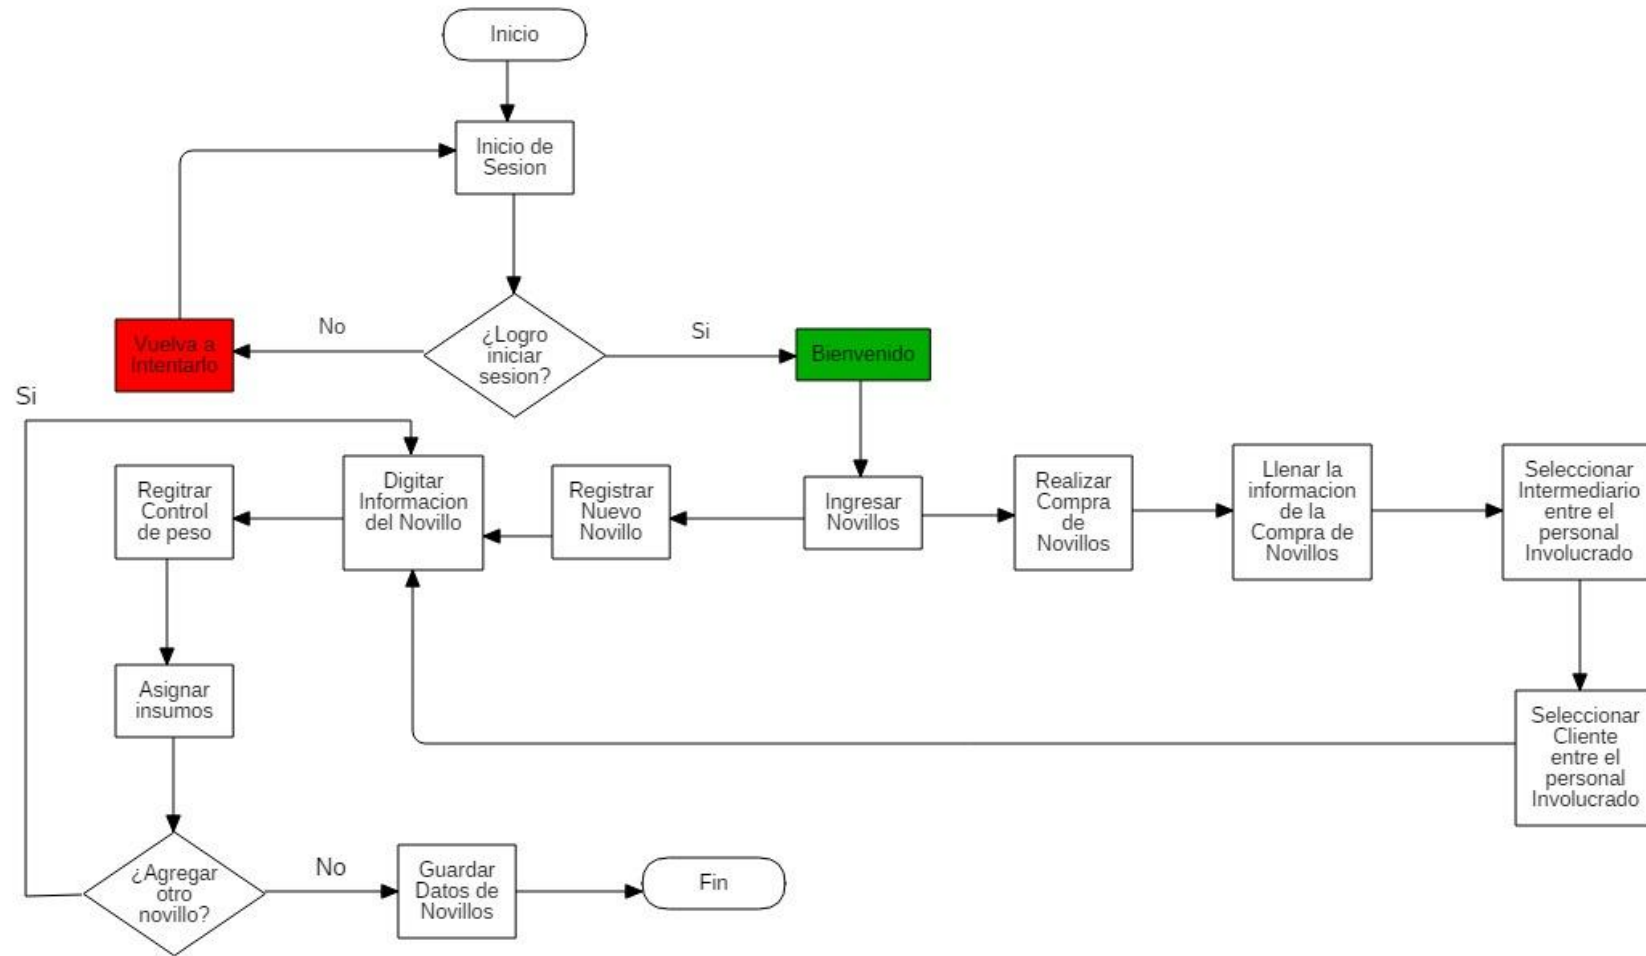 Inicio
Inicio de
Sesion
No
¿Logro
iniciar
sesion?
Si
Vuelva a
Intentarlo
Bienvenido
Si
Regitrar
Control
de peso
Digitar
Informacion
del Novillo
Registrar
Nuevo
Novillo
Ingresar
Novillos
Realizar
Compra
de
Novillos
Llenar la
informacion
de la
Compra de
Novillos
Seleccionar
Intermediario
entre el
personal
Involucrado
Asignar
insumos
Seleccionar
Cliente
entre el
personal
Involucrado
¿Agregar
otro
novillo?
No
Guardar
Datos de
Novillos
Fin